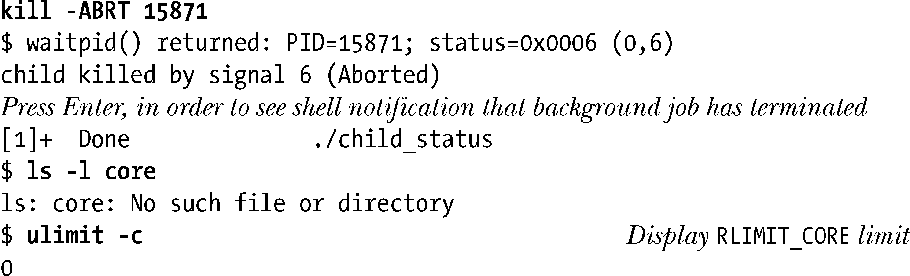 kill -ABRT 15871
$ waitpid() returned: PID=15871; status=0x0006 (0,6)
child killed by signal 6 (Aborted)
Press Enter, in order to see shell notification that background job has terminated
[1]+  Done              ./child_status
$ ls -l core
ls: core: No such file or directory
$ ulimit -c                                Display RLIMIT_CORE limit
0